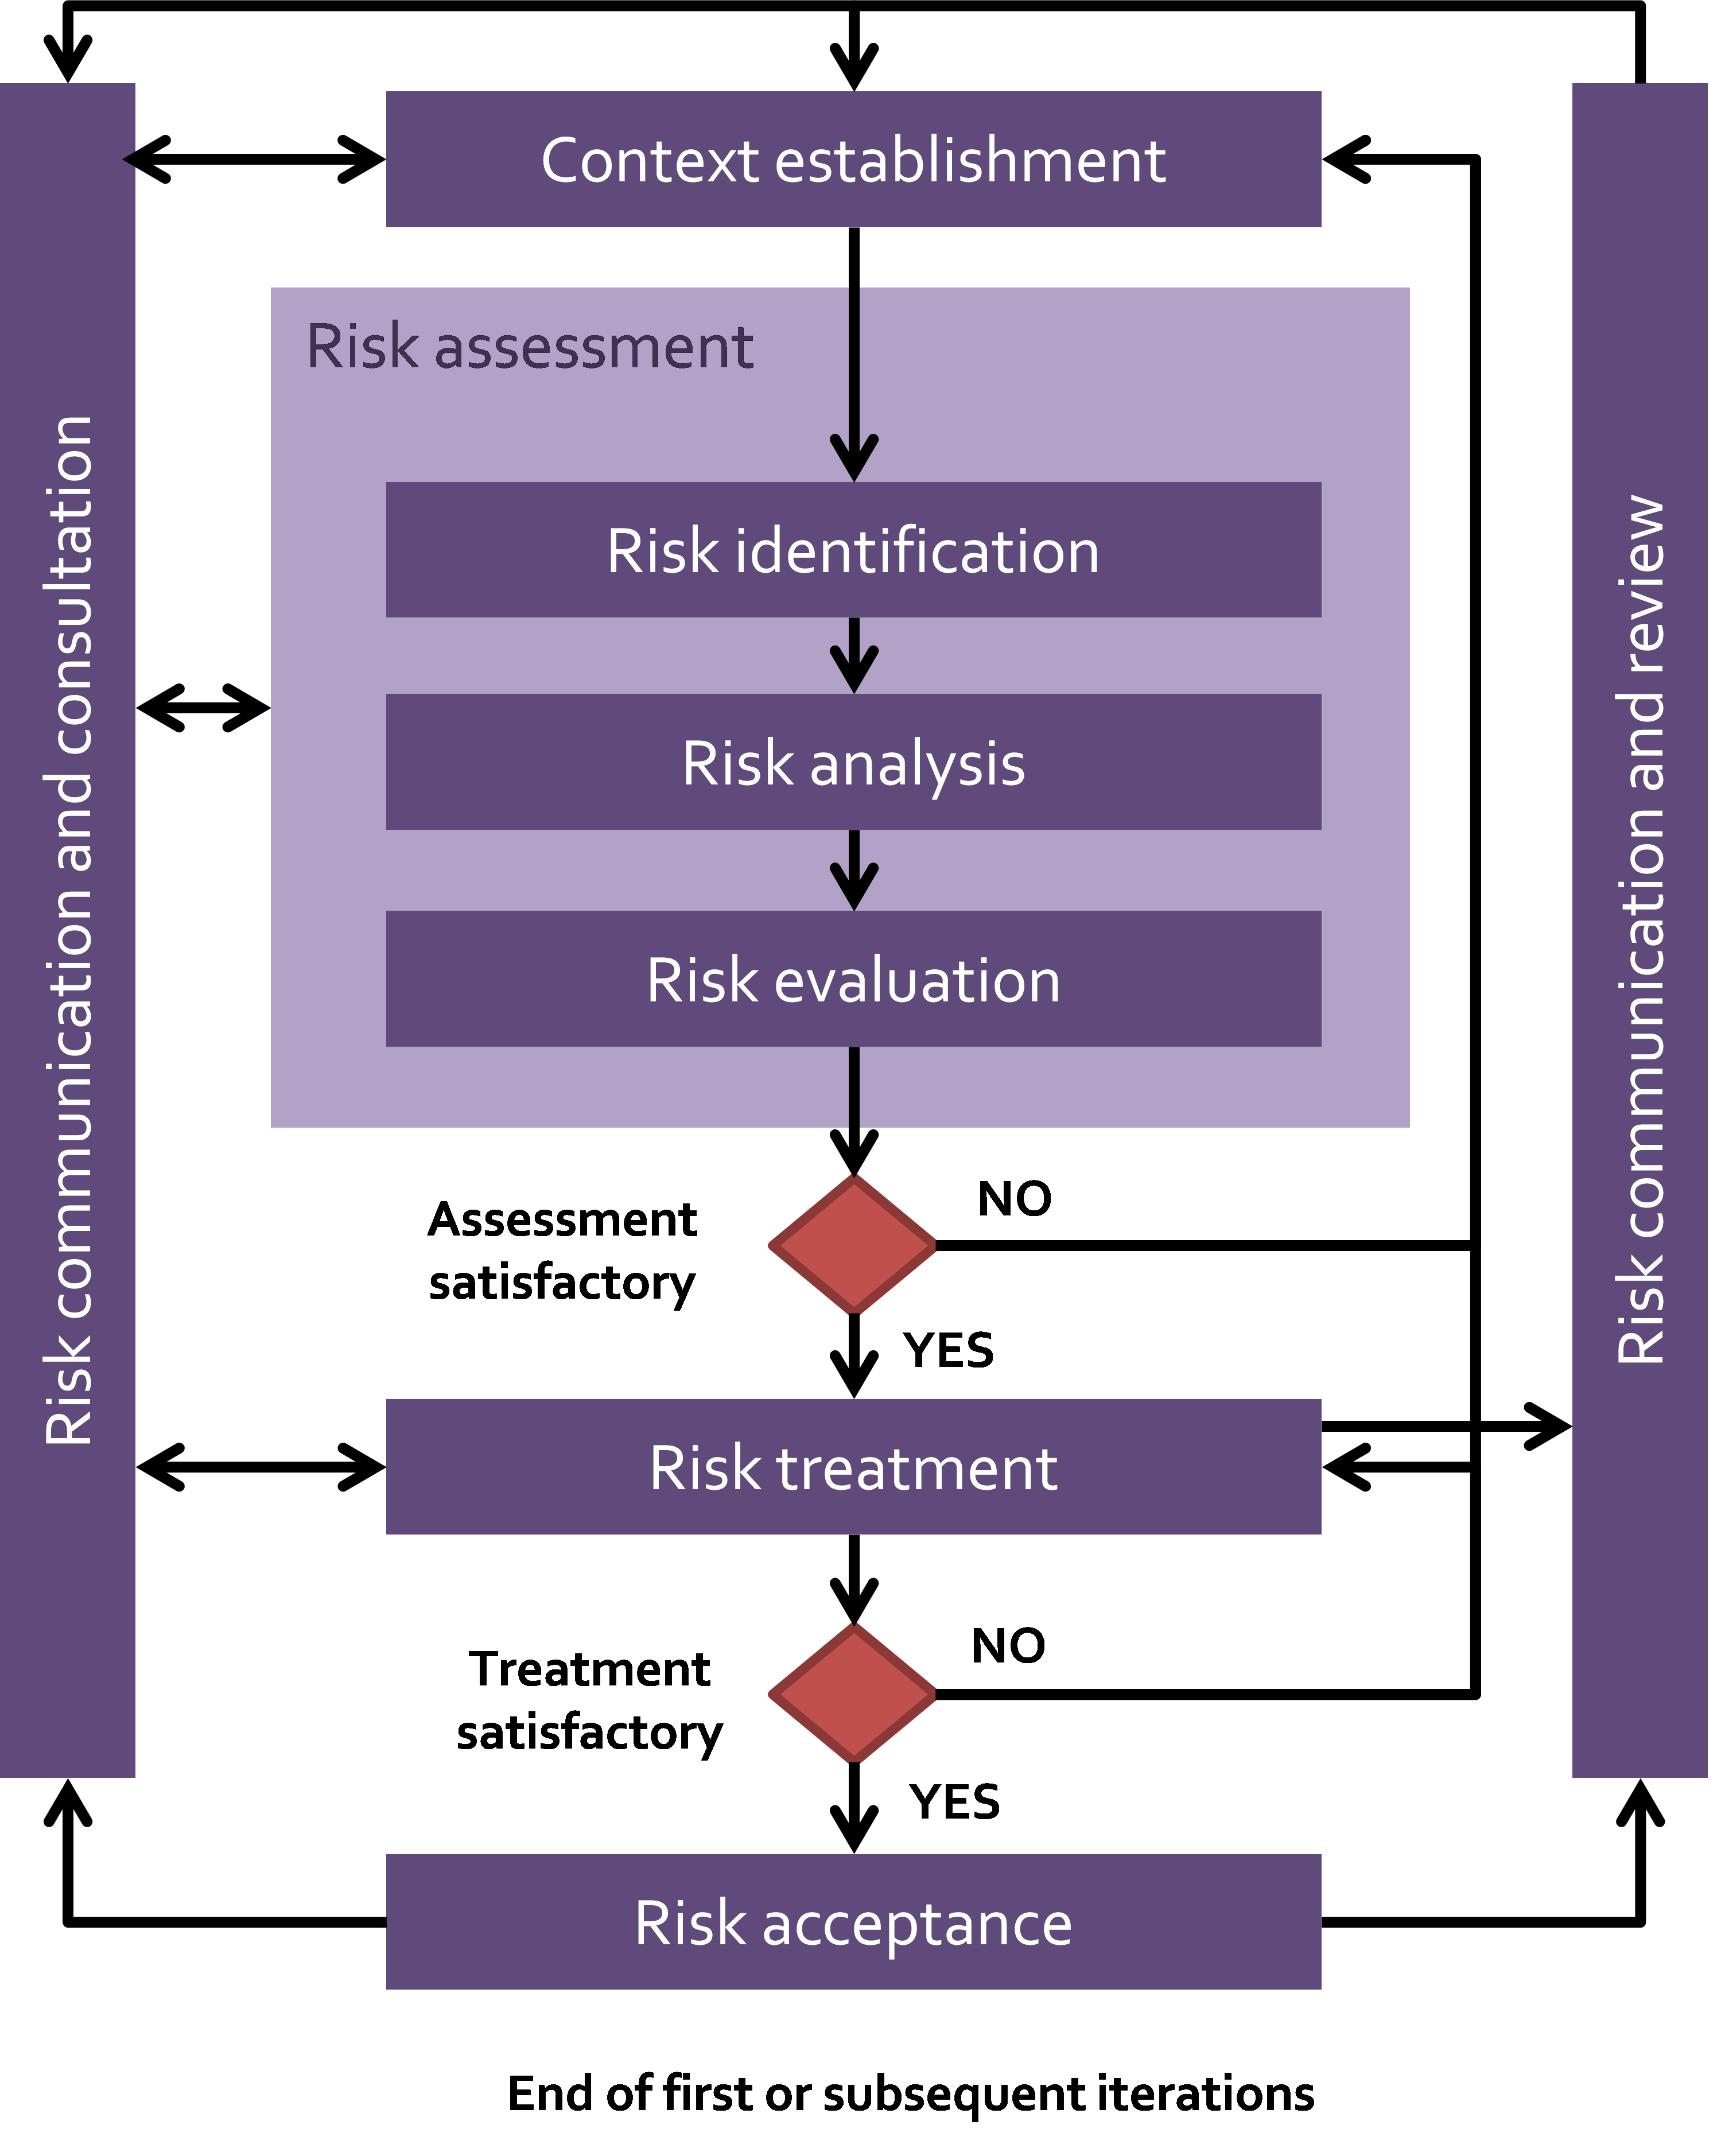 Context establishment
Risk assessment
Risk identification
Risk analysis
Risk evaluation
Assessment
satisfactory
NO
YES
Risk treatment
Treatment
satisfactory
NO
YES
Risk acceptance
End of first or subsequent iterations
Risk communication and consultation
Risk communication and review